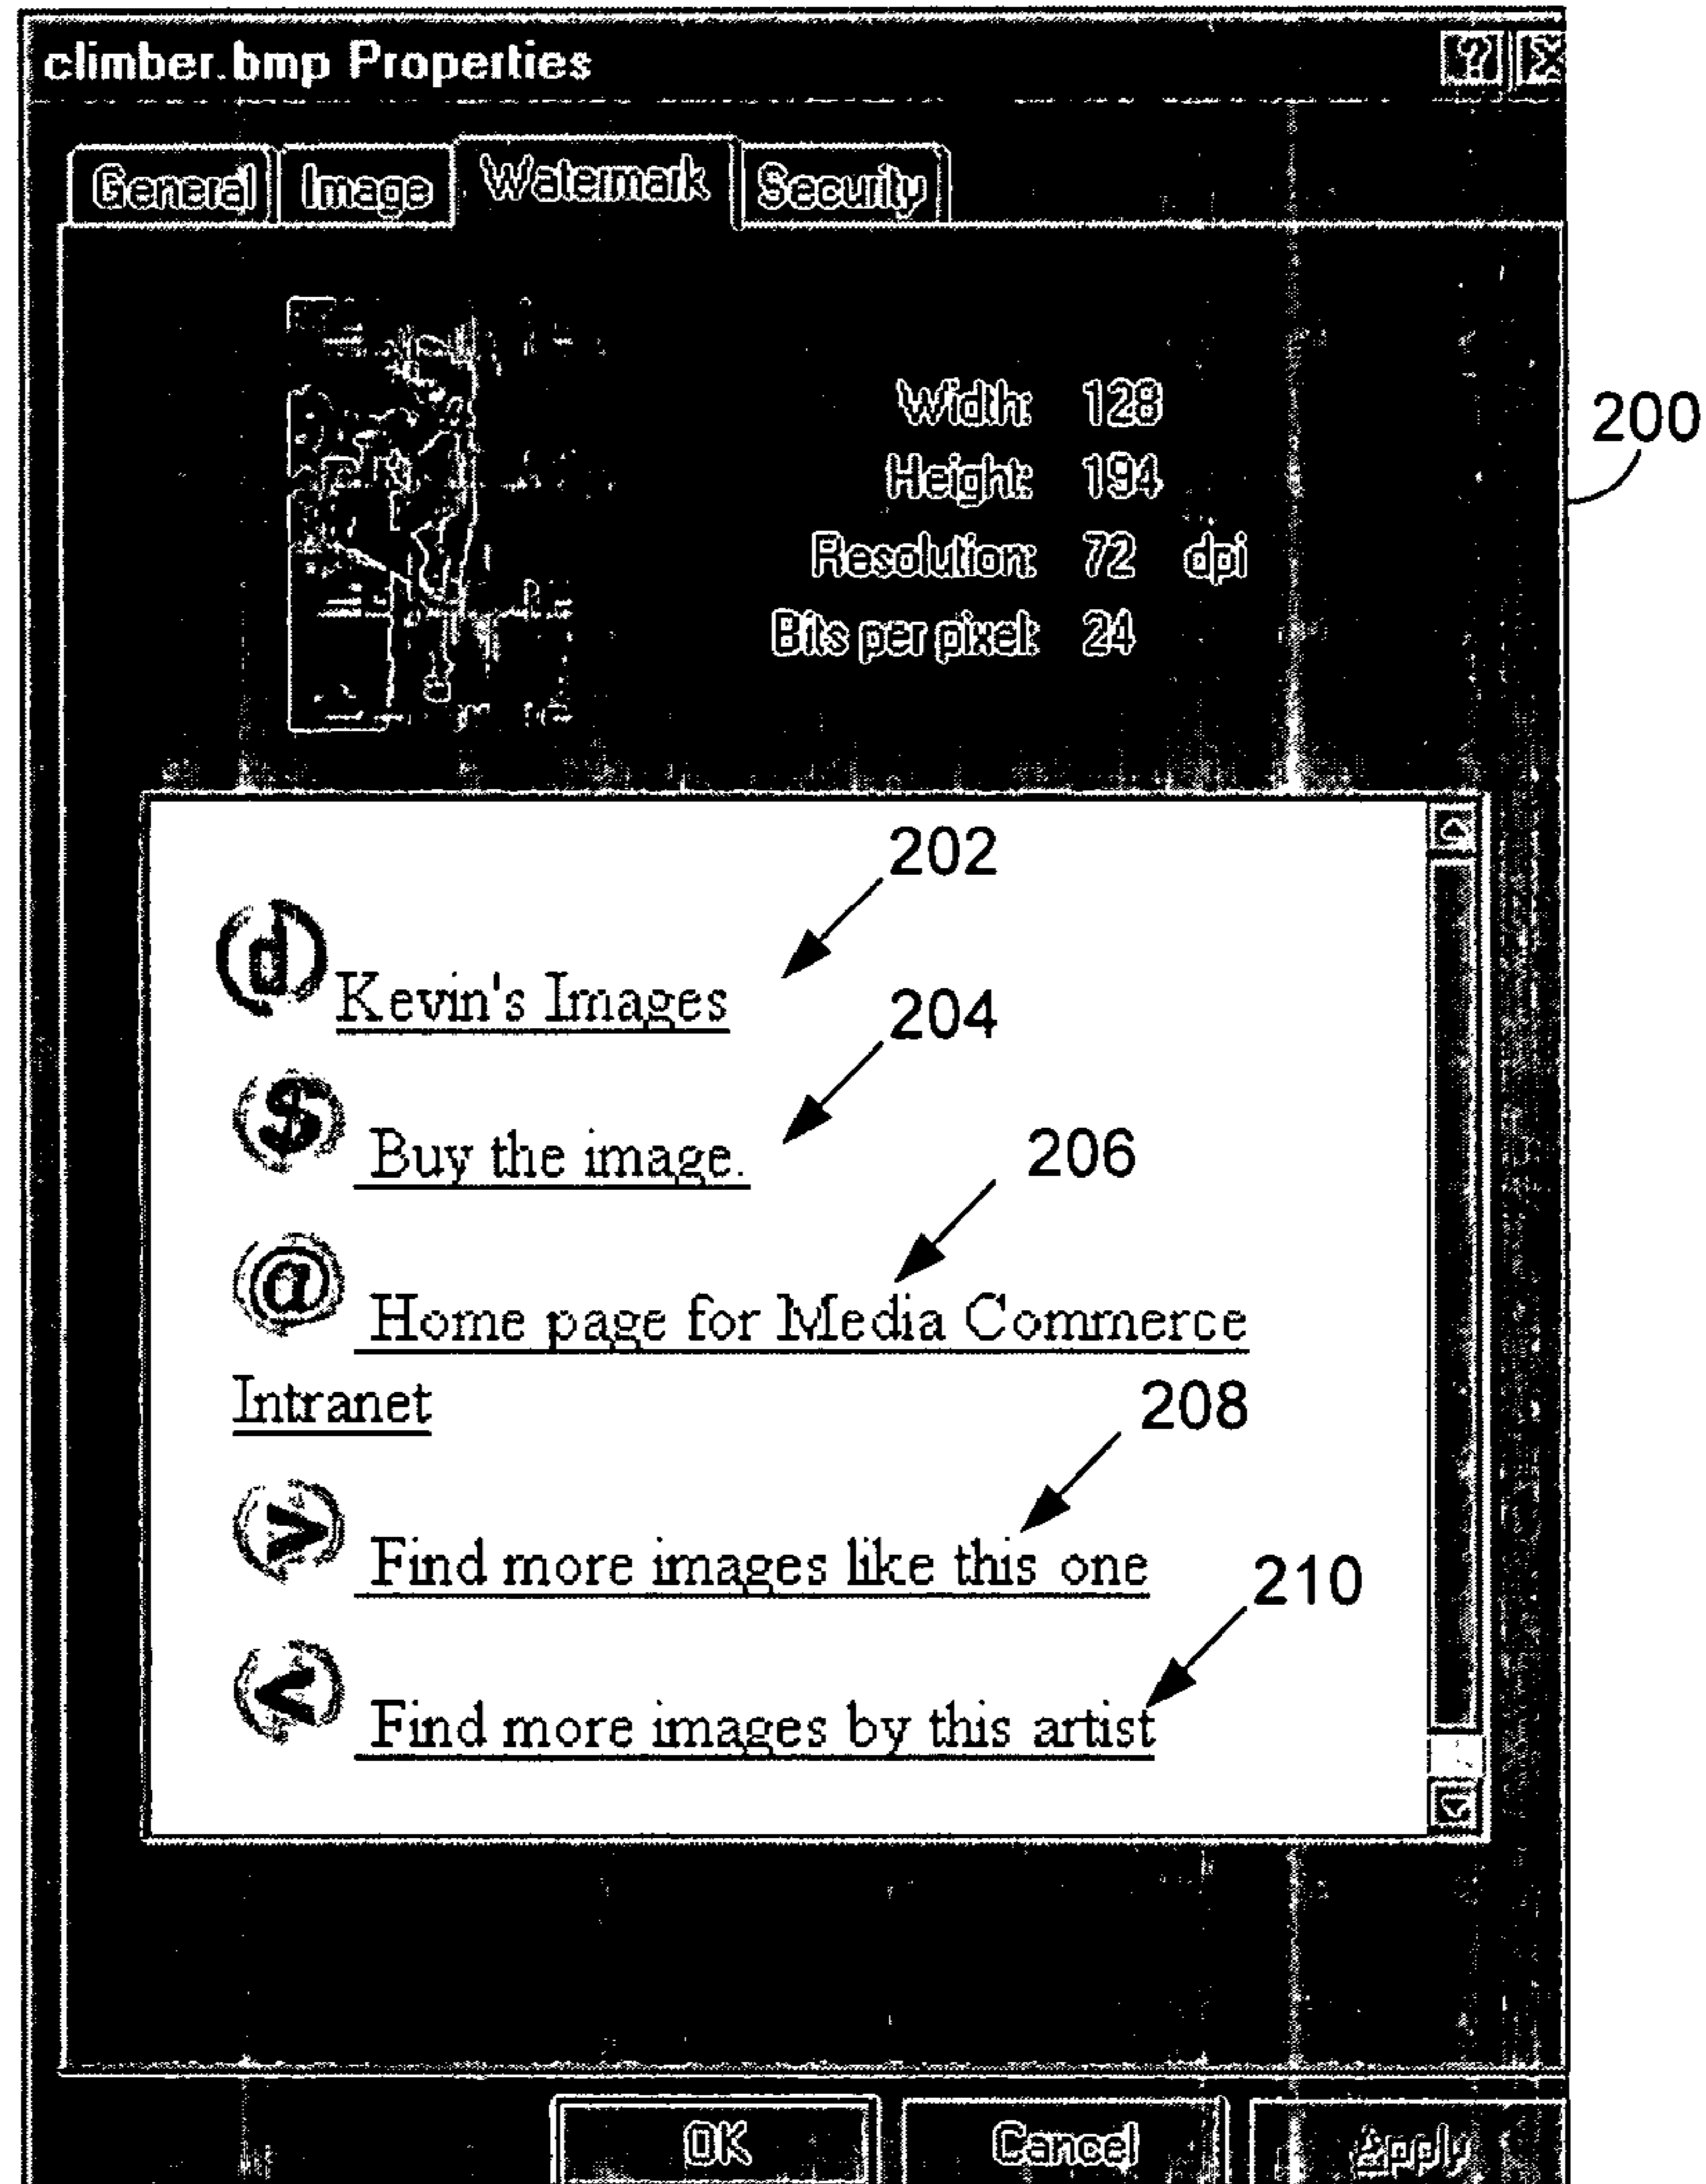 climber.bmp Properties
General Image Watermark Security
Width: 128
200
Height: 194
Resolution: 72 dpi
Bits per pixel: 24
202
d Kevin's Images
204
$ Buy the image.
206
@ Home page for Media Commerce
Intranet
208
> Find more images like this one
210
< Find more images by this artist
OK Cancel Apply